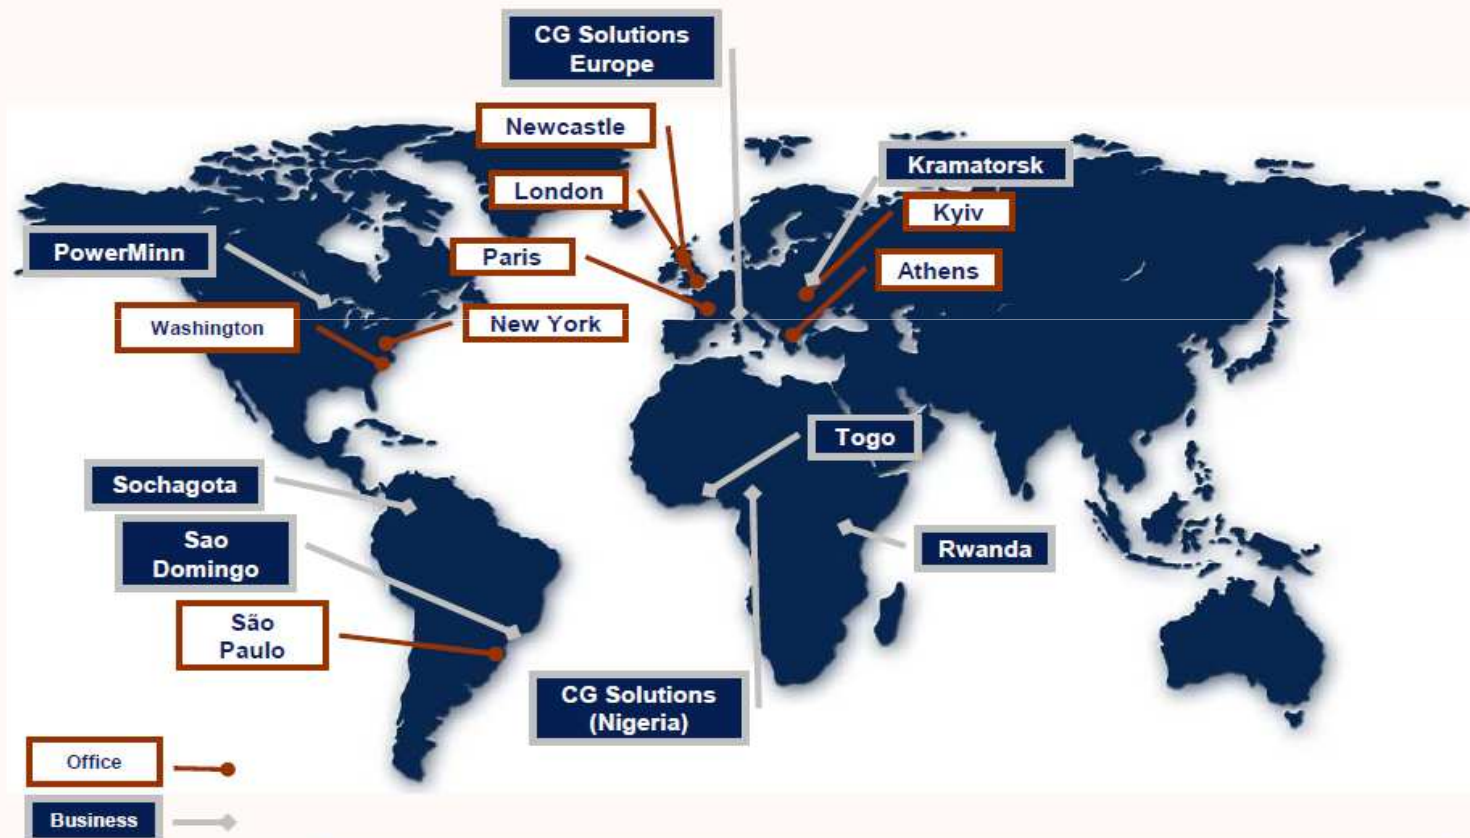 CG Solutions
Europe
Newcastle
Kramatorsk
London
Kyiv
PowerMinn
Paris
Athens
Washington
New York
Togo
Sochagota
Sao
Domingo
Rwanda
São
Paulo
CG Solutions
(Nigeria)
Office
Business